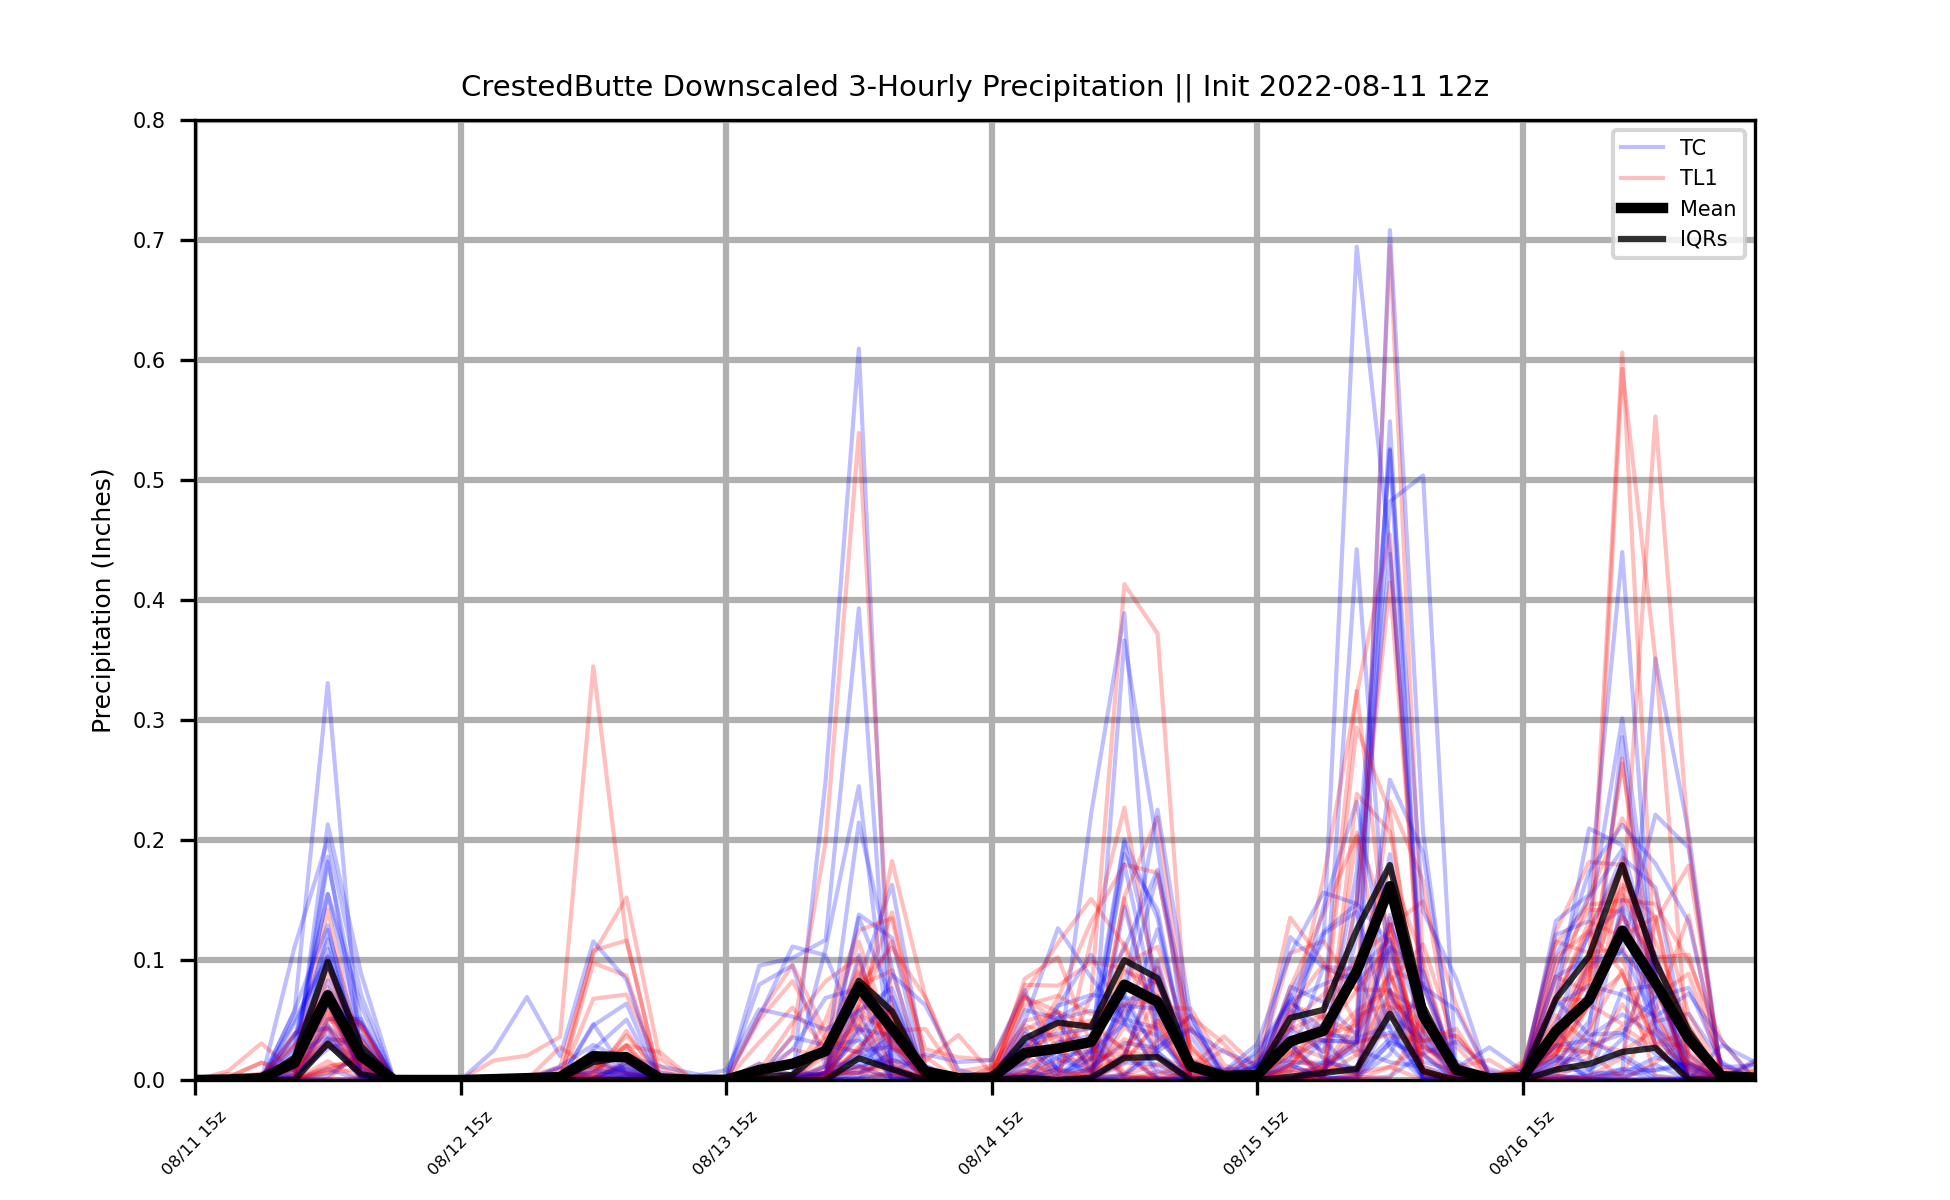 CrestedButte Downscaled 3-Hourly Precipitation || Init 2022-08-11 12z
TC
TL1
Mean
IQRs
Precipitation (Inches)
0.8
0.7
0.6
0.5
0.4
0.3
0.2
0.1
0.0
08/11 15z
08/12 15z
08/13 15z
08/14 15z
08/15 15z
08/16 15z